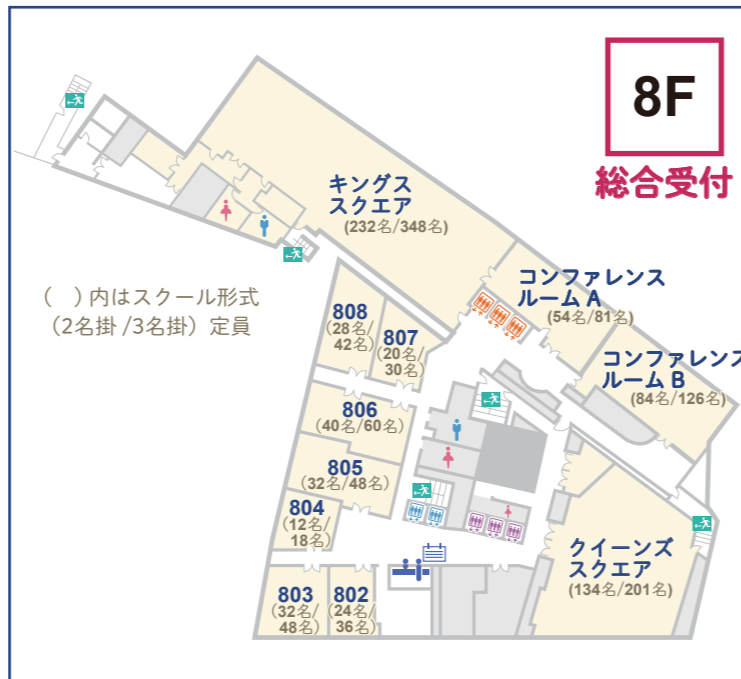 8F
総合受付
キングス
スクエア
(232名/348名)
コンファレンス
ルーム A
(54名/81名)
コンファレンス
ルーム B
(84名/126名)
( )内はスクール形式
(2名掛/3名掛) 定員
808
(28名/
42名)
807
(20名/
30名)
806
(40名/60名)
805
(32名/48名)
804
(12名/
18名)
803
(32名/
48名)
802
(24名/
36名)
クイーンズ
スクエア
(134名/201名)